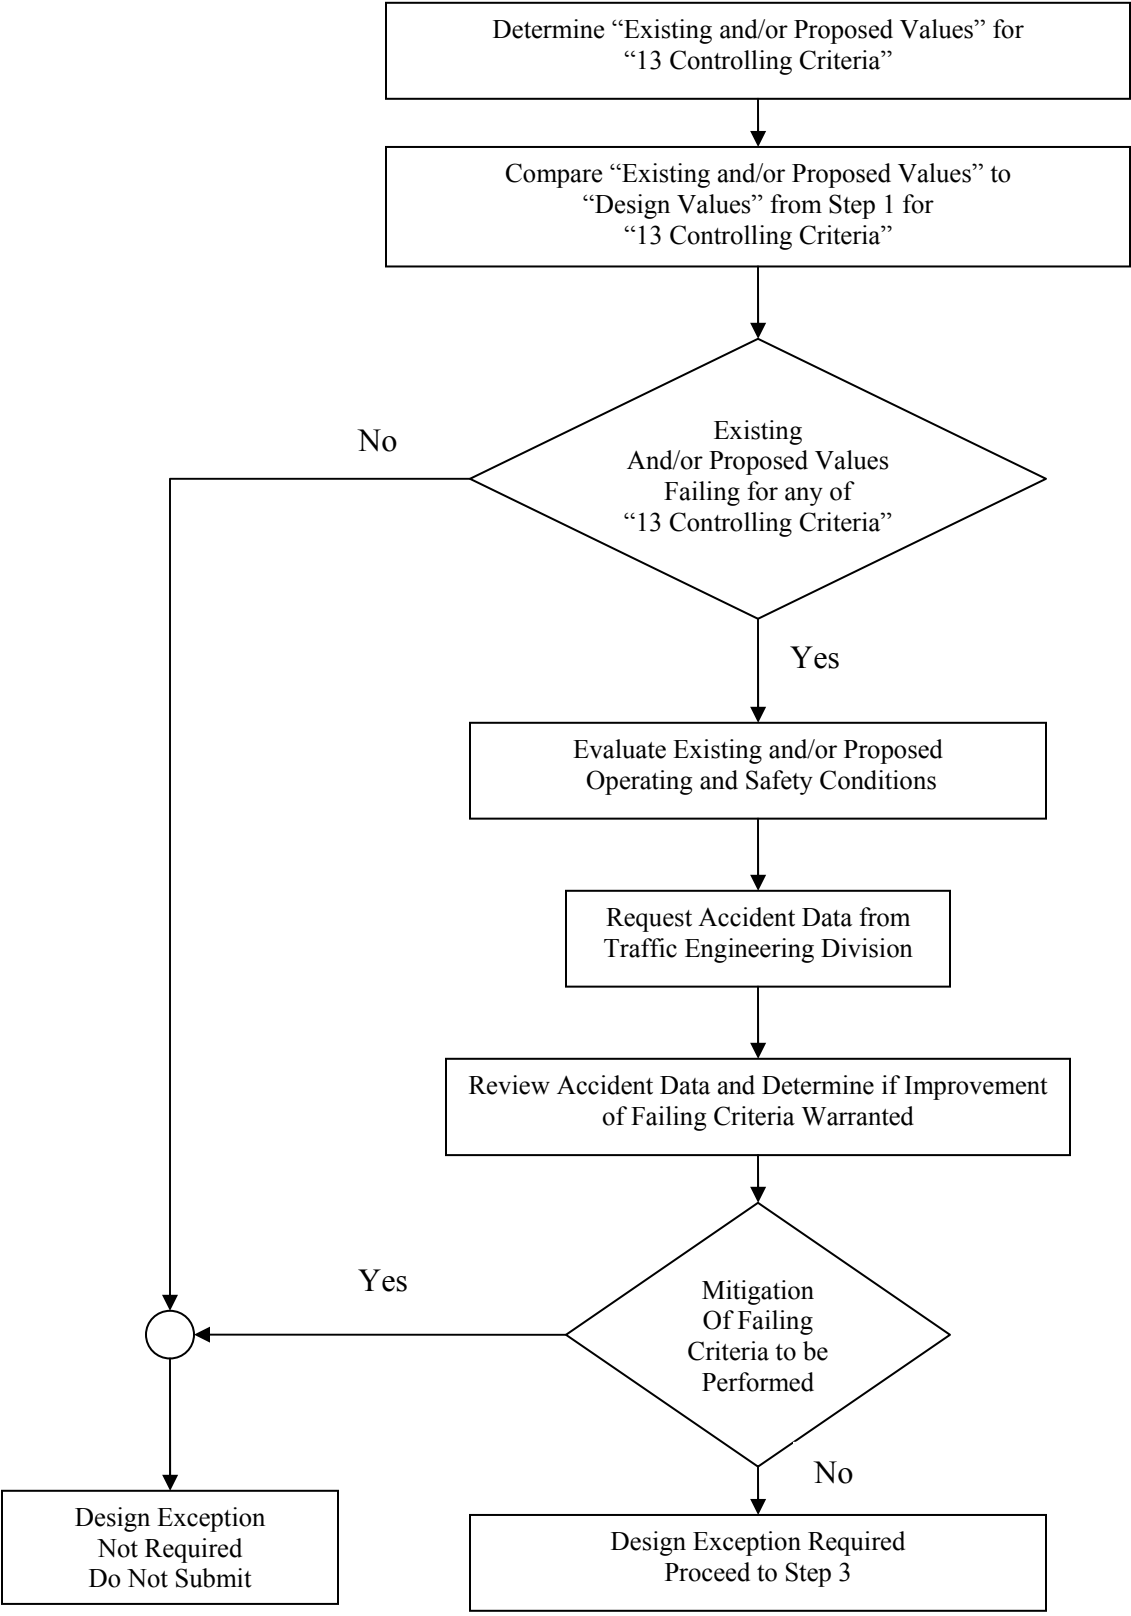 Determine “Existing and/or Proposed Values” for
“13 Controlling Criteria”
Compare “Existing and/or Proposed Values” to
“Design Values” from Step 1 for
“13 Controlling Criteria”
No
Existing
And/or Proposed Values
Failing for any of
“13 Controlling Criteria”
Yes
Evaluate Existing and/or Proposed
Operating and Safety Conditions
Request Accident Data from
Traffic Engineering Division
Review Accident Data and Determine if Improvement
of Failing Criteria Warranted
Yes
Mitigation
Of Failing
Criteria to be
Performed
No
Design Exception
Not Required
Do Not Submit
Design Exception Required
Proceed to Step 3